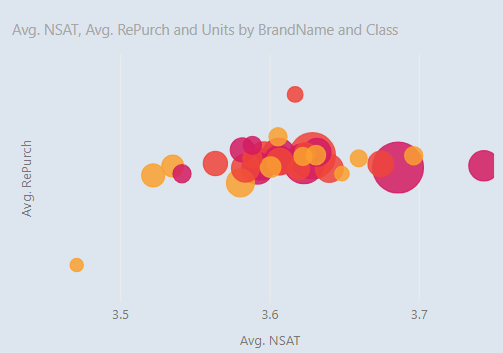 Avg. NSAT, Avg. RePurch and Units by BrandName and Class
Avg. RePurch
3.5
3.6
3.7
Avg. NSAT